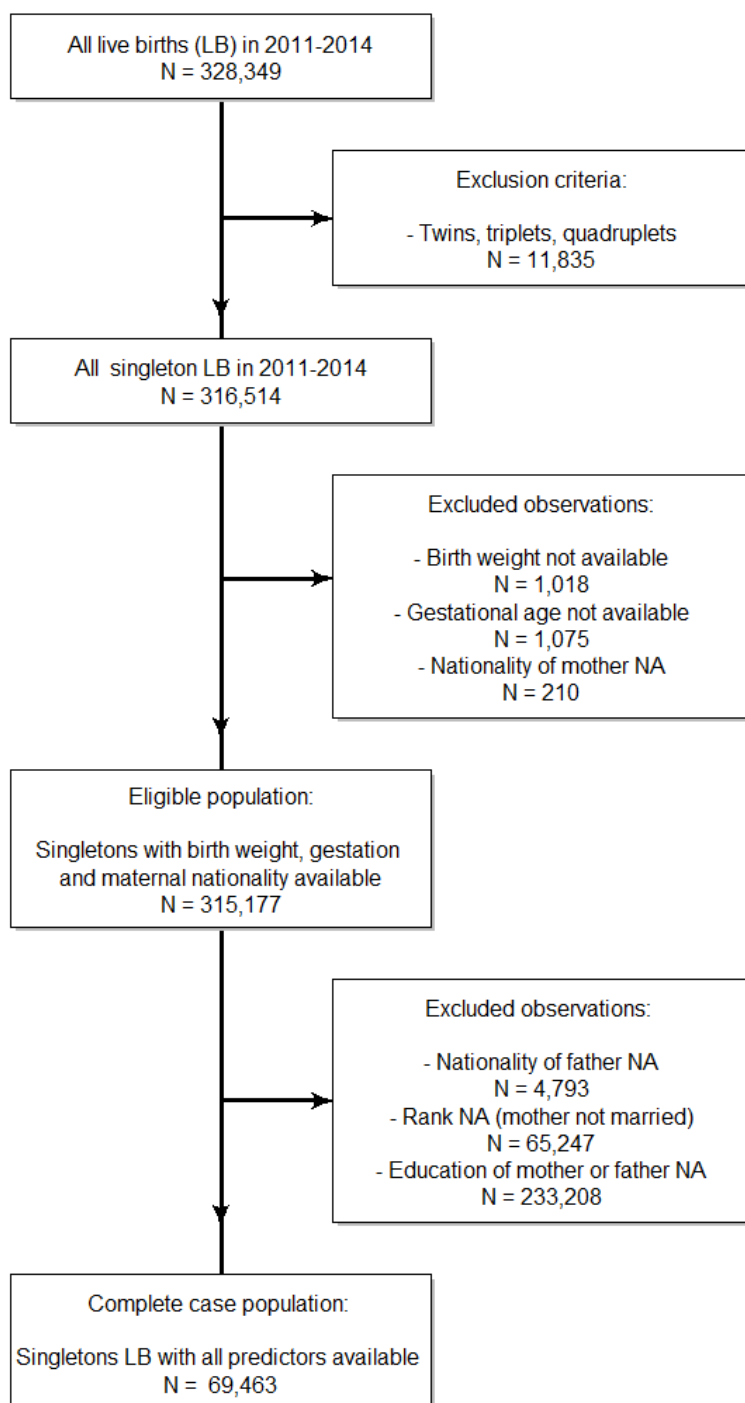 All live births (LB) in 2011-2014
N = 328,349
Exclusion criteria:
- Twins, triplets, quadruplets
N = 11,835
All singleton LB in 2011-2014
N = 316,514
Excluded observations:
- Birth weight not available
N = 1,018
- Gestational age not available
N = 1,075
- Nationality of mother NA
N = 210
Eligible population:
Singletons with birth weight, gestation
and maternal nationality available
N = 315,177
Excluded observations:
- Nationality of father NA
N = 4,793
- Rank NA (mother not married)
N = 65,247
- Education of mother or father NA
N = 233,208
Complete case population:
Singletons LB with all predictors available
N = 69,463